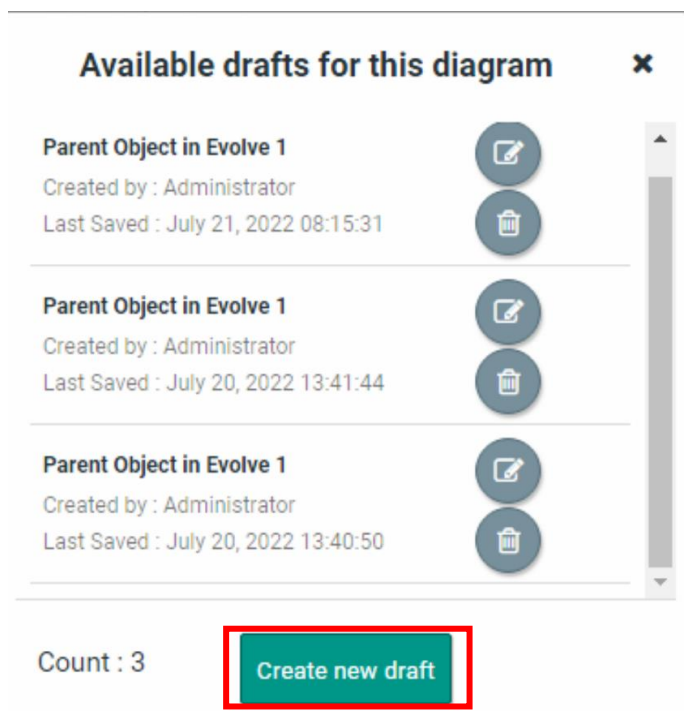 Available drafts for this diagram
Parent Object in Evolve 1
Created by : Administrator
Last Saved : July 21, 2022 08:15:31
Parent Object in Evolve 1
Created by : Administrator
Last Saved : July 20, 2022 13:41:44
Parent Object in Evolve 1
Created by : Administrator
Last Saved : July 20, 2022 13:40:50
Count : 3
Create new draft